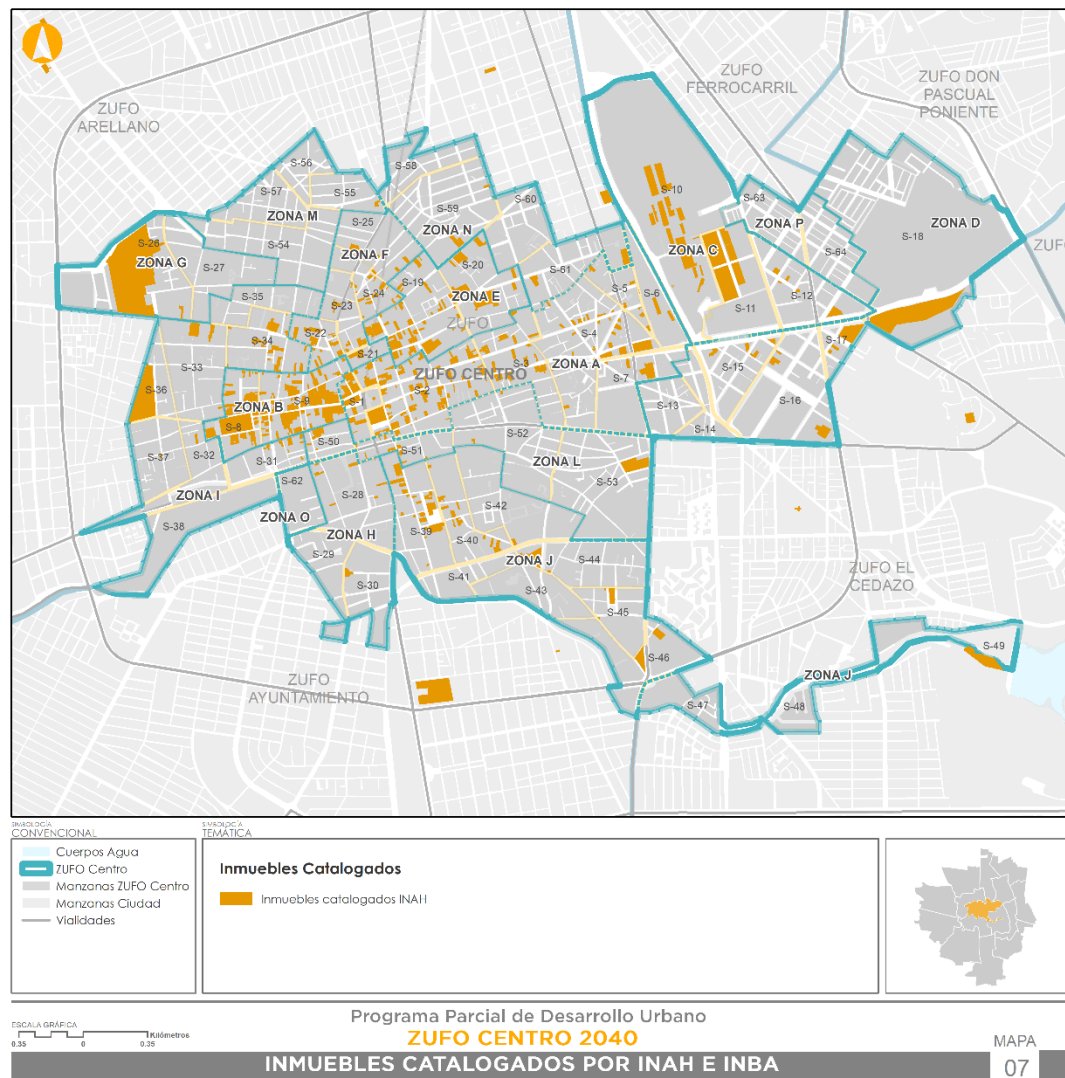 ZUFO
FERROCARRIL
ZUFO DON
PASCUAL
PONIENTE
ZUFO
ARELLANO
S-56
S-58
S-57
S-55
S-10
S-63
S-59
S-60
ZONA M
S-25
ZONA N
ZONA P
ZONA D
S-18
S-26
S-54
ZONA F
S-20
ZONA C
S-64
ZONA G
S-27
S-24
S-19
S-61
S-5
S-6
S-12
S-35
S-23
ZONA E
S-11
S-22
ZUFO
S-4
S-17
S-34
S-21
S-33
S-3
ZONA A
S-15
ZUFO CENTRO
S-7
S-36
S-2
S-9
S-1
S-16
ZONA B
S-13
S-8
S-14
S-50
S-52
S-51
S-37
S-32
S-31
ZONA L
S-62
S-53
ZONA I
S-28
S-42
ZONA O
S-38
S-39
ZONA H
S-40
S-29
S-44
ZONA J
S-30
S-41
S-43
S-45
ZUFO EL
CEDAZO
S-46
S-49
ZONA J
ZUFO
AYUNTAMIENTO
S-47
S-48
ZUFO
SIMBOLOGÍA
CONVENCIONAL
Cuerpos Agua
ZUFO Centro
Manzanas ZUFO Centro
Manzanas Ciudad
Vialidades
SIMBOLOGÍA
TEMÁTICA
Inmuebles Catalogados
Inmuebles catalogados INAH
ESCALA GRÁFICA
Kilómetros
0.35 0 0.35
Programa Parcial de Desarrollo Urbano
ZUFO CENTRO 2040
INMUEBLES CATALOGADOS POR INAH E INBA
MAPA
07